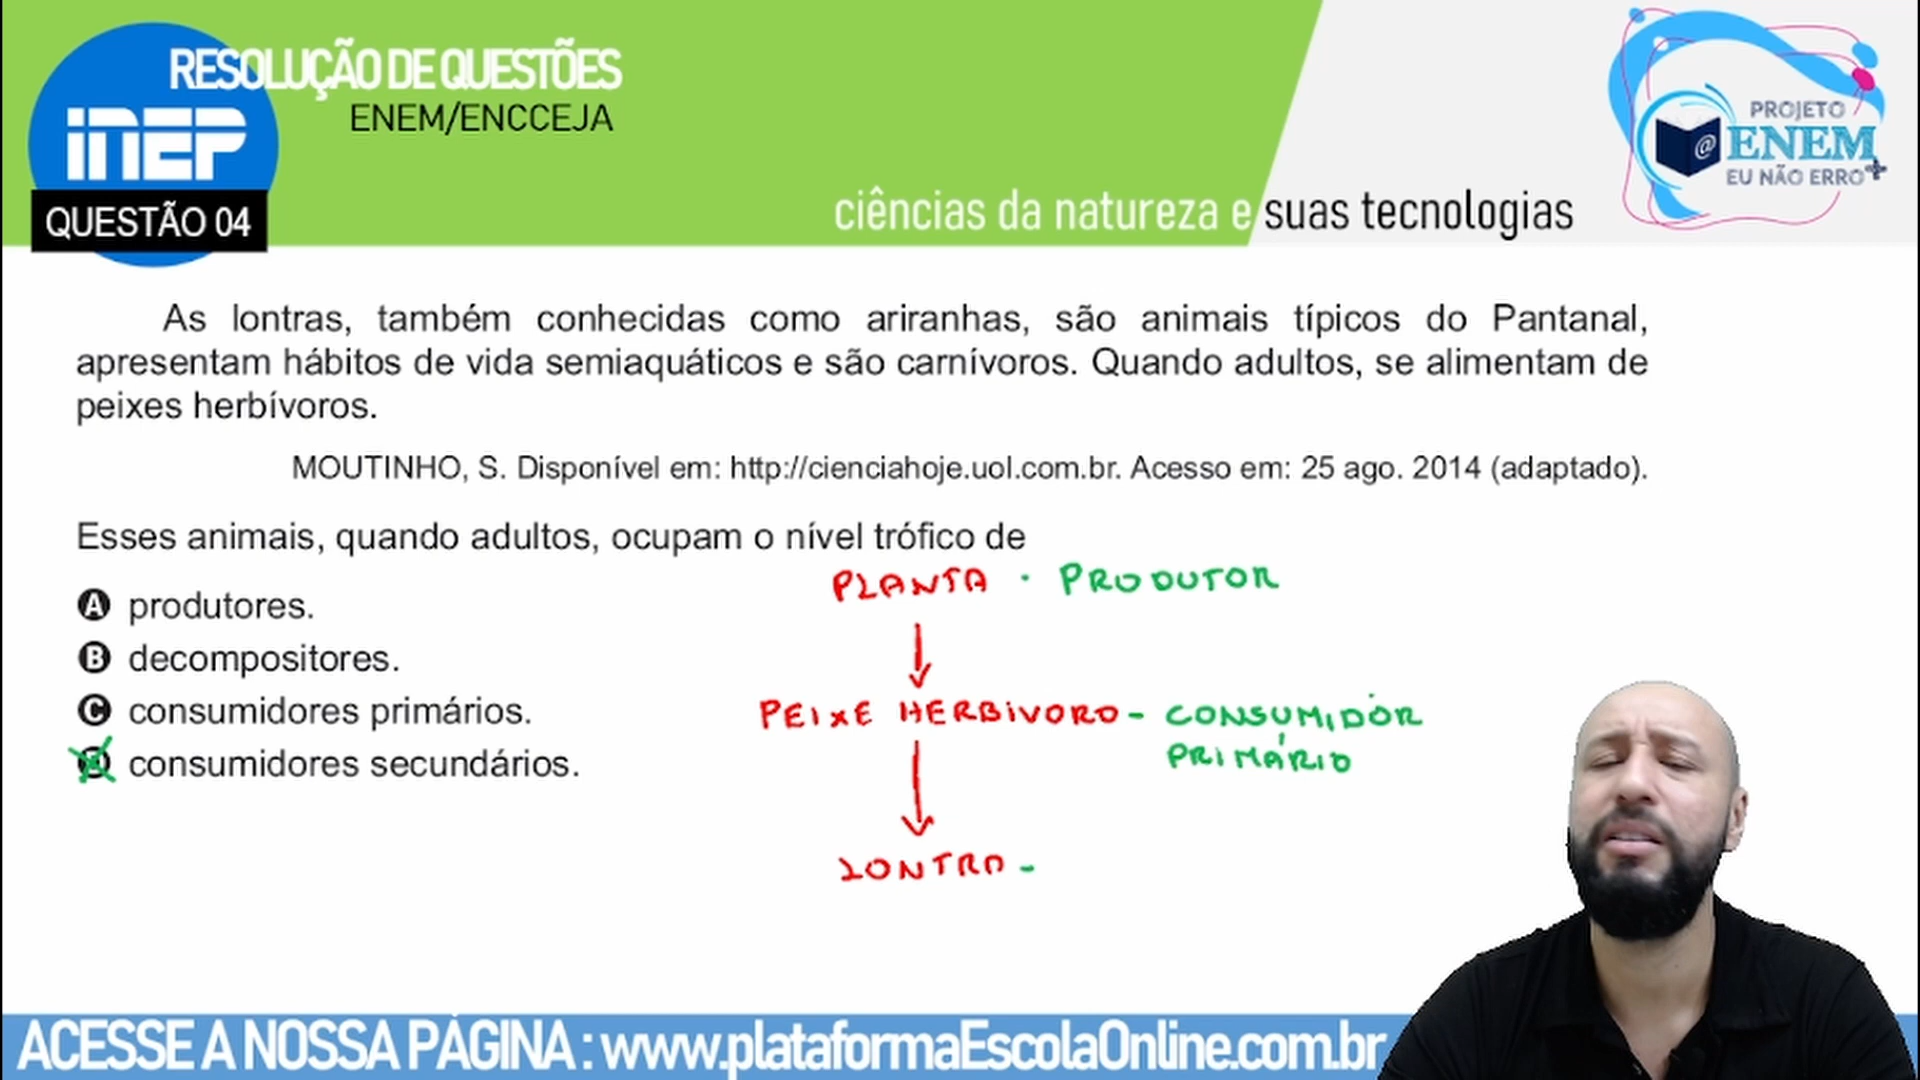 RESOLUÇÃO DE QUESTÕES
ENEM/ENCCEJA
INEP
QUESTÃO 04
ciências da natureza e suas tecnologias
PROJETO
@ ENEM+
EU NÃO ERRO
As lontras, também conhecidas como ariranhas, são animais típicos do Pantanal,
apresentam hábitos de vida semiaquáticos e são carnívoros. Quando adultos, se alimentam de
peixes herbívoros.
MOUTINHO, S. Disponível em: http://cienciahoje.uol.com.br. Acesso em: 25 ago. 2014 (adaptado).
Esses animais, quando adultos, ocupam o nível trófico de
A produtores.
B decompositores.
C consumidores primários.
D consumidores secundários.
PLANTA · PRODUTOR
PEIXE HERBÍVORO - CONSUMIDOR
PRIMÁRIO
LONTRA -
ACESSE A NOSSA PÁGINA : www.plataformaEscolaOnline.com.br